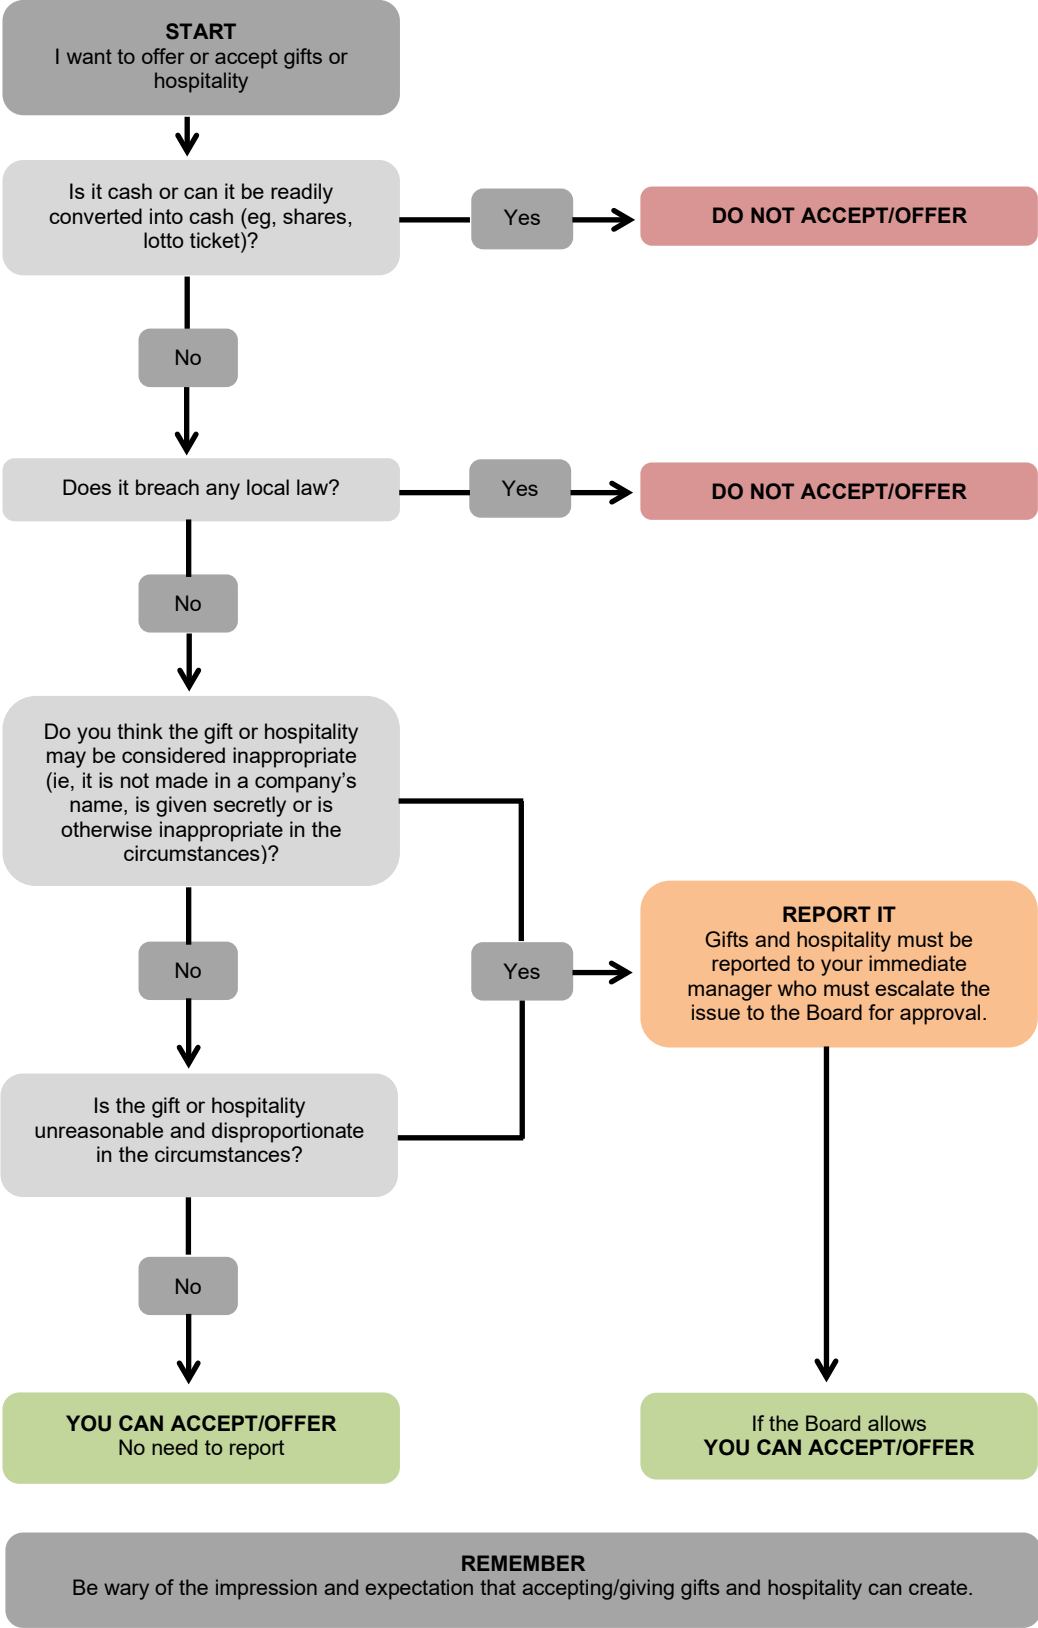 START
I want to offer or accept gifts or
hospitality
Is it cash or can it be readily
converted into cash (eg, shares,
lotto ticket)?
Yes
DO NOT ACCEPT/OFFER
No
Does it breach any local law?
Yes
DO NOT ACCEPT/OFFER
No
Do you think the gift or hospitality
may be considered inappropriate
(ie, it is not made in a company’s
name, is given secretly or is
otherwise inappropriate in the
circumstances)?
No
Yes
REPORT IT
Gifts and hospitality must be
reported to your immediate
manager who must escalate the
issue to the Board for approval.
Is the gift or hospitality
unreasonable and disproportionate
in the circumstances?
No
YOU CAN ACCEPT/OFFER
No need to report
If the Board allows
YOU CAN ACCEPT/OFFER
REMEMBER
Be wary of the impression and expectation that accepting/giving gifts and hospitality can create.